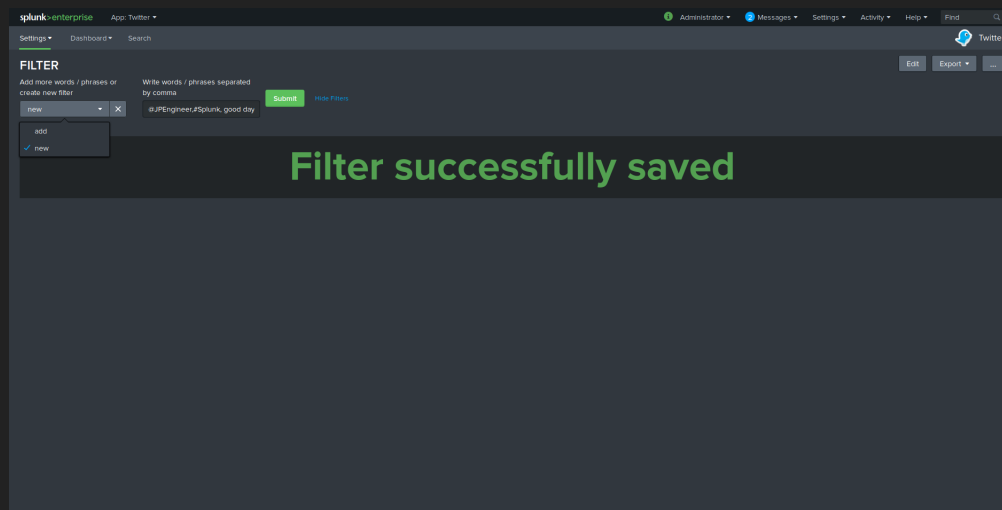 splunk>enterprise App: Twitter
Administrator 2 Messages Settings Activity Help Find
Settings Dashboard Search Twitte
FILTER
Edit Export ...
Add more words / phrases or
create new filter
Write words / phrases separated
by comma
new
@JPEngineer,#Splunk, good day
Submit
Hide Filters
add
new
Filter successfully saved